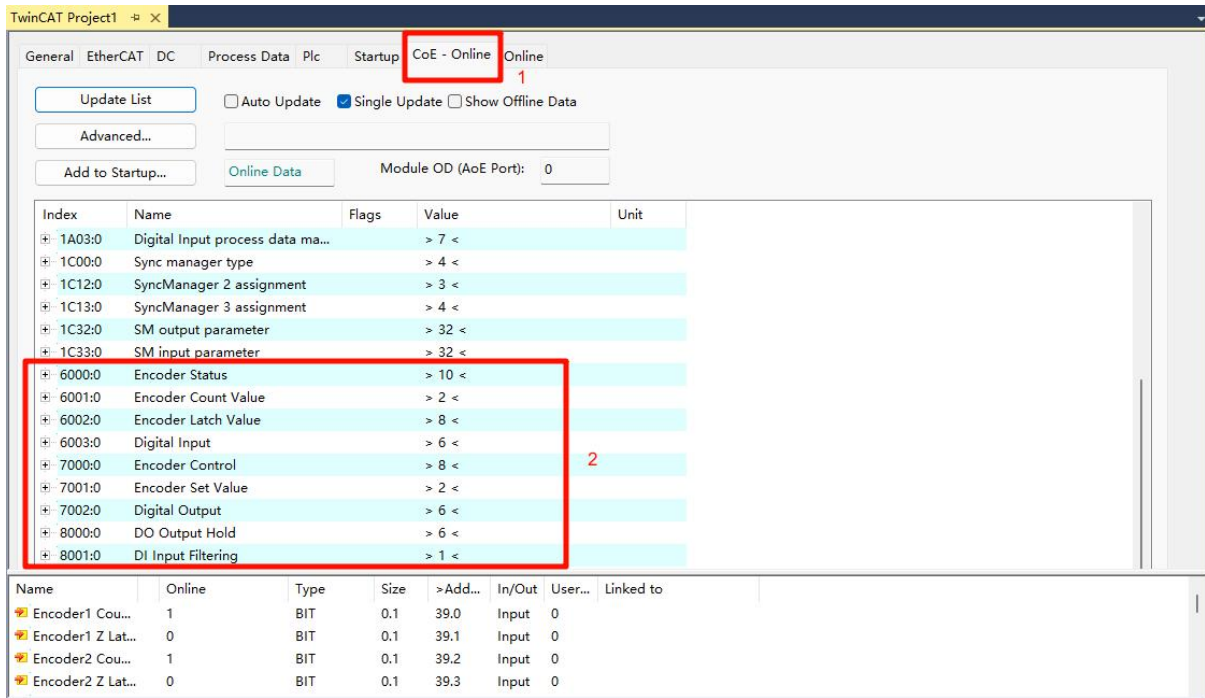 TwinCAT Project1
General EtherCAT DC Process Data Plc Startup CoE - Online Online
1
Update List Auto Update Single Update Show Offline Data
Advanced...
Add to Startup... Online Data Module OD (AoE Port): 0
Index Name Flags Value Unit
1A03:0 Digital Input process data ma... > 7 <
1C00:0 Sync manager type > 4 <
1C12:0 SyncManager 2 assignment > 3 <
1C13:0 SyncManager 3 assignment > 4 <
1C32:0 SM output parameter > 32 <
1C33:0 SM input parameter > 32 <
6000:0 Encoder Status > 10 <
6001:0 Encoder Count Value > 2 <
6002:0 Encoder Latch Value > 8 <
6003:0 Digital Input > 6 <
2
7000:0 Encoder Control > 8 <
7001:0 Encoder Set Value > 2 <
7002:0 Digital Output > 6 <
8000:0 DO Output Hold > 6 <
8001:0 DI Input Filtering > 1 <
Name Online Type Size >Add... In/Out User... Linked to
Encoder1 Cou... 1 BIT 0.1 39.0 Input 0
Encoder1 Z Lat... 0 BIT 0.1 39.1 Input 0
Encoder2 Cou... 1 BIT 0.1 39.2 Input 0
Encoder2 Z Lat... 0 BIT 0.1 39.3 Input 0